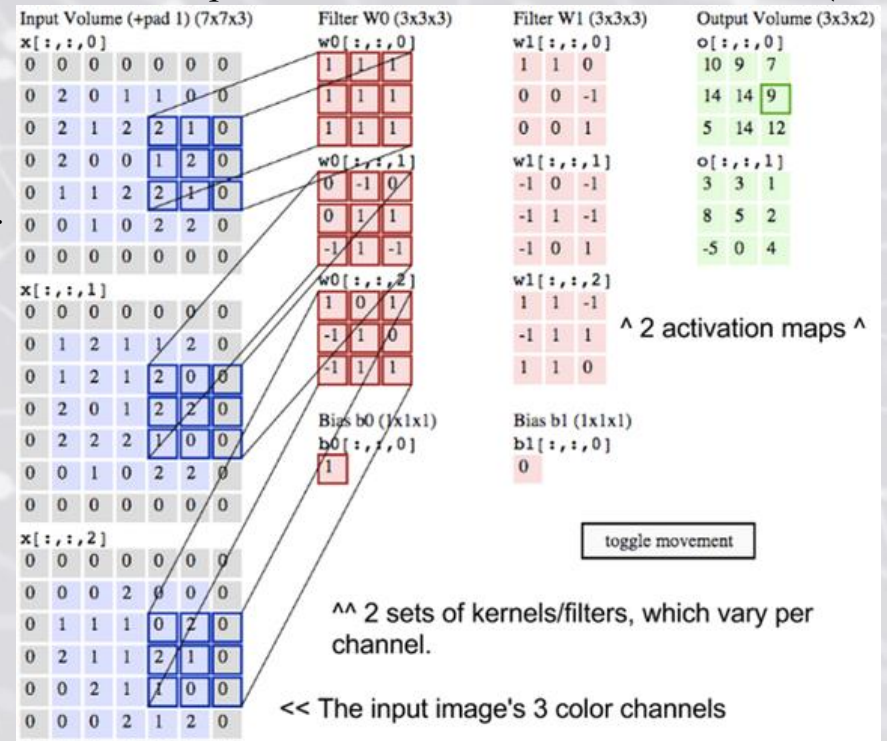 Input Volume (+pad 1) (7x7x3)
x[:,:,0]
0 0 0 0 0 0 0
0 2 0 1 1 0 0
0 2 1 2 2 1 0
0 2 0 0 1 2 0
0 1 1 2 2 1 0
0 0 1 0 2 2 0
0 0 0 0 0 0 0
x[:,:,1]
0 0 0 0 0 0 0
0 1 2 1 1 2 0
0 1 2 1 2 0 0
0 2 0 1 2 2 0
0 2 2 2 1 0 0
0 0 1 0 2 2 0
0 0 0 0 0 0 0
x[:,:,2]
0 0 0 0 0 0 0
0 0 0 2 0 0 0
0 1 1 1 0 2 0
0 2 1 1 2 1 0
0 0 2 1 1 0 0
0 0 0 2 1 2 0
Filter W0 (3x3x3)
w0[:,:,0]
1 1 1
1 1 1
1 1 1
w0[:,:,1]
0 -1 0
0 1 1
-1 1 -1
w0[:,:,2]
1 0 1
-1 1 0
-1 1 1
Bias b0 (1x1x1)
b0[:,:,0]
1
Filter W1 (3x3x3)
w1[:,:,0]
1 1 0
0 0 -1
0 0 1
w1[:,:,1]
-1 0 -1
-1 1 -1
-1 0 1
w1[:,:,2]
1 1 -1
-1 1 1
1 1 0
Bias b1 (1x1x1)
b1[:,:,0]
0
Output Volume (3x3x2)
o[:,:,0]
10 9 7
14 14 9
5 14 12
o[:,:,1]
3 3 1
8 5 2
-5 0 4
^ 2 activation maps ^
toggle movement
^^ 2 sets of kernels/filters, which vary per
channel.
<< The input image's 3 color channels